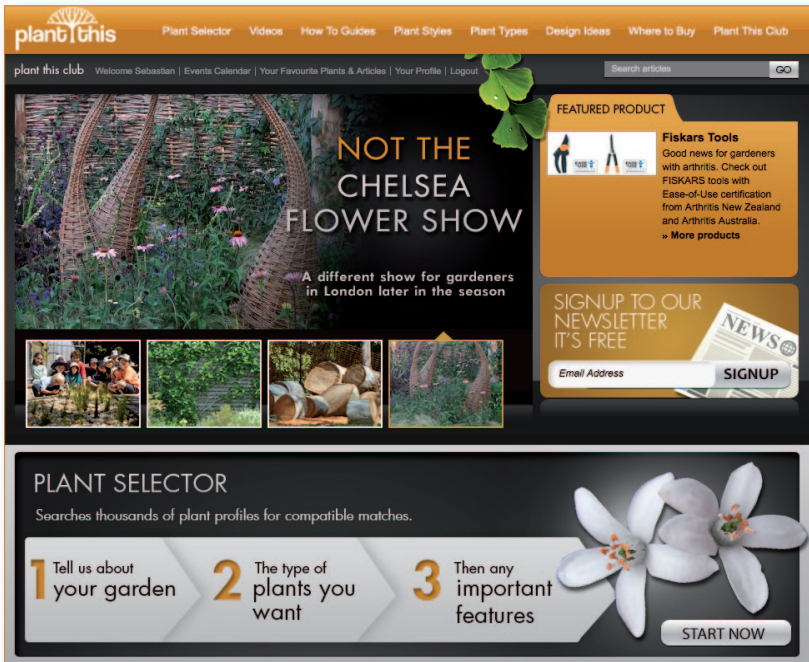 plant this
Plant Selector Videos How To Guides Plant Styles Plant Types Design Ideas Where to Buy Plant This Club
plant this club Welcome Sebastian | Events Calendar | Your Favourite Plants & Articles | Your Profile | Logout
Search articles GO
NOT THE
CHELSEA
FLOWER SHOW
A different show for gardeners
in London later in the season
FEATURED PRODUCT
Fiskars Tools
Good news for gardeners
with arthritis. Check out
FISKARS tools with
Ease-of-Use certification
from Arthritis New Zealand
and Arthritis Australia.
» More products
SIGNUP TO OUR
NEWSLETTER
IT'S FREE
NEWS
Email Address SIGNUP
PLANT SELECTOR
Searches thousands of plant profiles for compatible matches.
1 Tell us about
your garden
2 The type of
plants you
want
3 Then any
important
features
START NOW